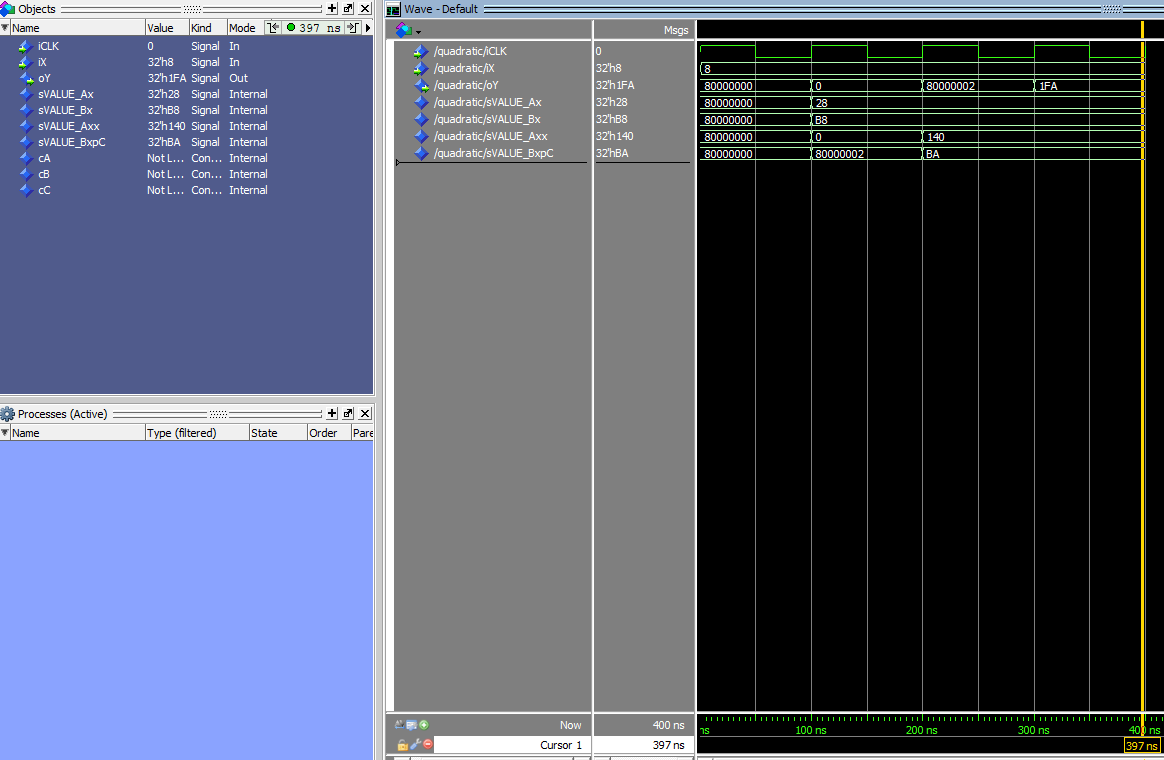 Objects
Name Value Kind Mode 397 ns
iCLK 0 Signal In
iX 32'h8 Signal In
oY 32'h1FA Signal Out
sVALUE_Ax 32'h28 Signal Internal
sVALUE_Bx 32'hB8 Signal Internal
sVALUE_Axx 32'h140 Signal Internal
sVALUE_BxpC 32'hBA Signal Internal
cA Not L... Con... Internal
cB Not L... Con... Internal
cC Not L... Con... Internal
Processes (Active)
Name Type (filtered) State Order Pare
Wave - Default
Msgs
/quadratic/iCLK 0
/quadratic/iX 32'h8 8
/quadratic/oY 32'h1FA 80000000 0 80000002 1FA
/quadratic/sVALUE_Ax 32'h28 80000000 28
/quadratic/sVALUE_Bx 32'hB8 80000000 B8
/quadratic/sVALUE_Axx 32'h140 80000000 0 140
/quadratic/sVALUE_BxpC 32'hBA 80000000 80000002 BA
Now 400 ns ns 100 ns 200 ns 300 ns 400 ns
Cursor 1 397 ns 397 ns